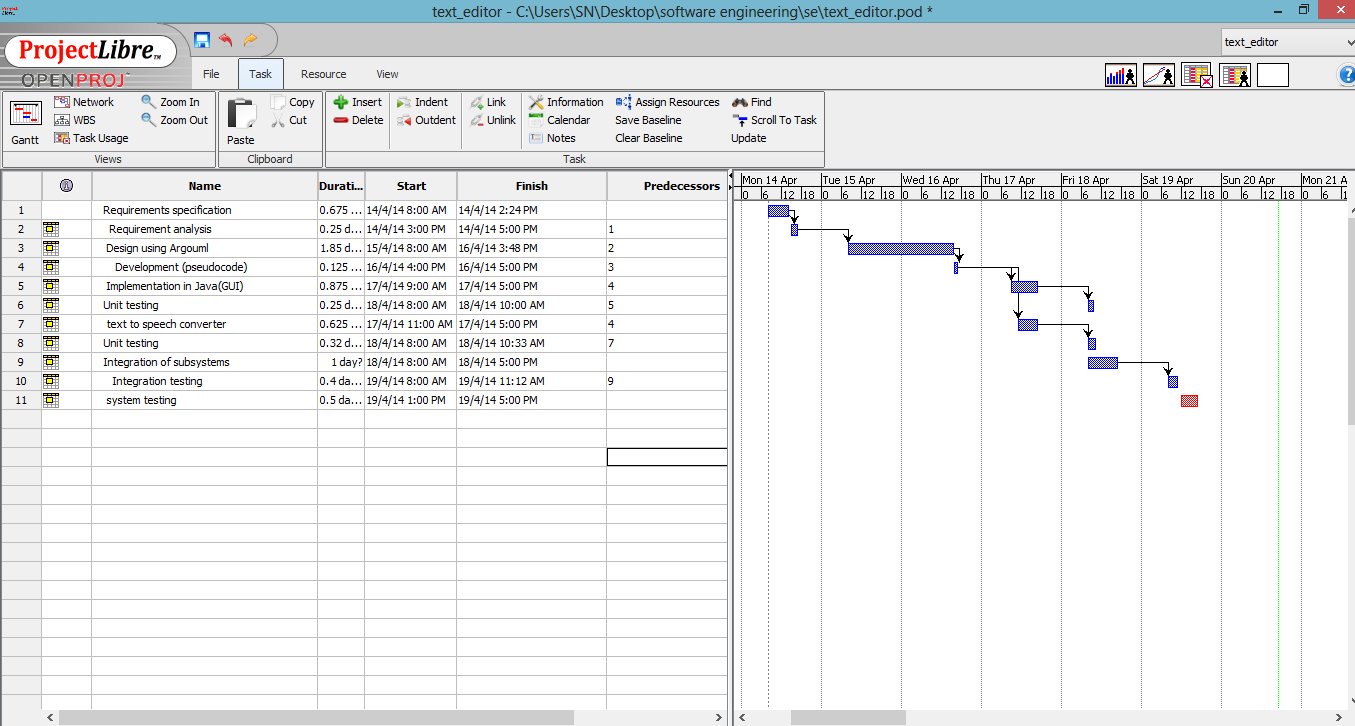 Project Libre..
text_editor - C:\Users\SN\Desktop\software engineering\se\text_editor.pod *
ProjectLibre TM
OPENPROJ
text_editor
File Task Resource View
Network Zoom In Copy Insert Indent Link Information Assign Resources Find
WBS Zoom Out Cut Delete Outdent Unlink Calendar Save Baseline Scroll To Task
Gantt Task Usage Paste Notes Clear Baseline Update
Views Clipboard Task
Name Durati... Start Finish Predecessors
Mon 14 Apr Tue 15 Apr Wed 16 Apr Thu 17 Apr Fri 18 Apr Sat 19 Apr Sun 20 Apr Mon 21 A
0 6 12 18 0 6 12 18 0 6 12 18 0 6 12 18 0 6 12 18 0 6 12 18 0 6 12 18 0 6 1
1 Requirements specification 0.675 ... 14/4/14 8:00 AM 14/4/14 2:24 PM
2 Requirement analysis 0.25 d... 14/4/14 3:00 PM 14/4/14 5:00 PM 1
3 Design using Argouml 1.85 d... 15/4/14 8:00 AM 16/4/14 3:48 PM 2
4 Development (pseudocode) 0.125 ... 16/4/14 4:00 PM 16/4/14 5:00 PM 3
5 Implementation in Java(GUI) 0.875 ... 17/4/14 9:00 AM 17/4/14 5:00 PM 4
6 Unit testing 0.25 d... 18/4/14 8:00 AM 18/4/14 10:00 AM 5
7 text to speech converter 0.625 ... 17/4/14 11:00 AM 17/4/14 5:00 PM 4
8 Unit testing 0.32 d... 18/4/14 8:00 AM 18/4/14 10:33 AM 7
9 Integration of subsystems 1 day? 18/4/14 8:00 AM 18/4/14 5:00 PM
10 Integration testing 0.4 da... 19/4/14 8:00 AM 19/4/14 11:12 AM 9
11 system testing 0.5 da... 19/4/14 1:00 PM 19/4/14 5:00 PM